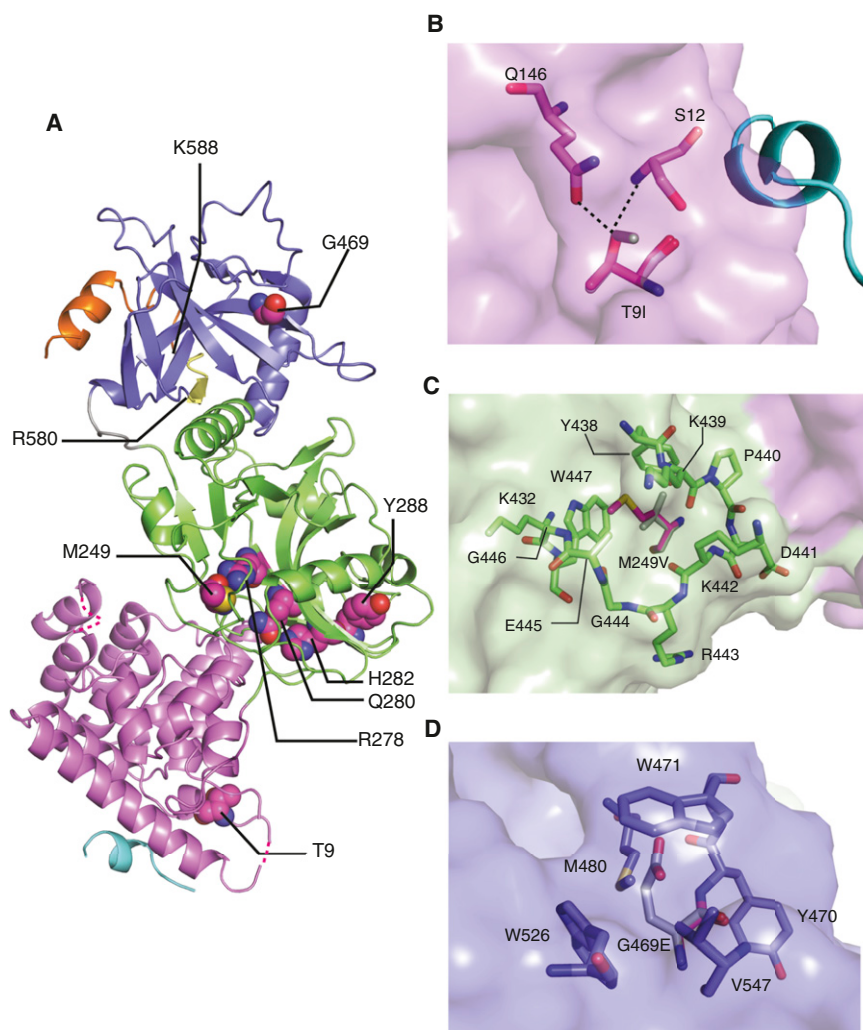 A
K588
G469
R580
Y288
M249
H282
Q280
R278
T9
B
Q146
S12
T9I
C
Y438
K439
P440
W447
K432
G446
M249V
D441
K442
E445
G444
R443
D
W471
M480
Y470
W526
G469E
V547